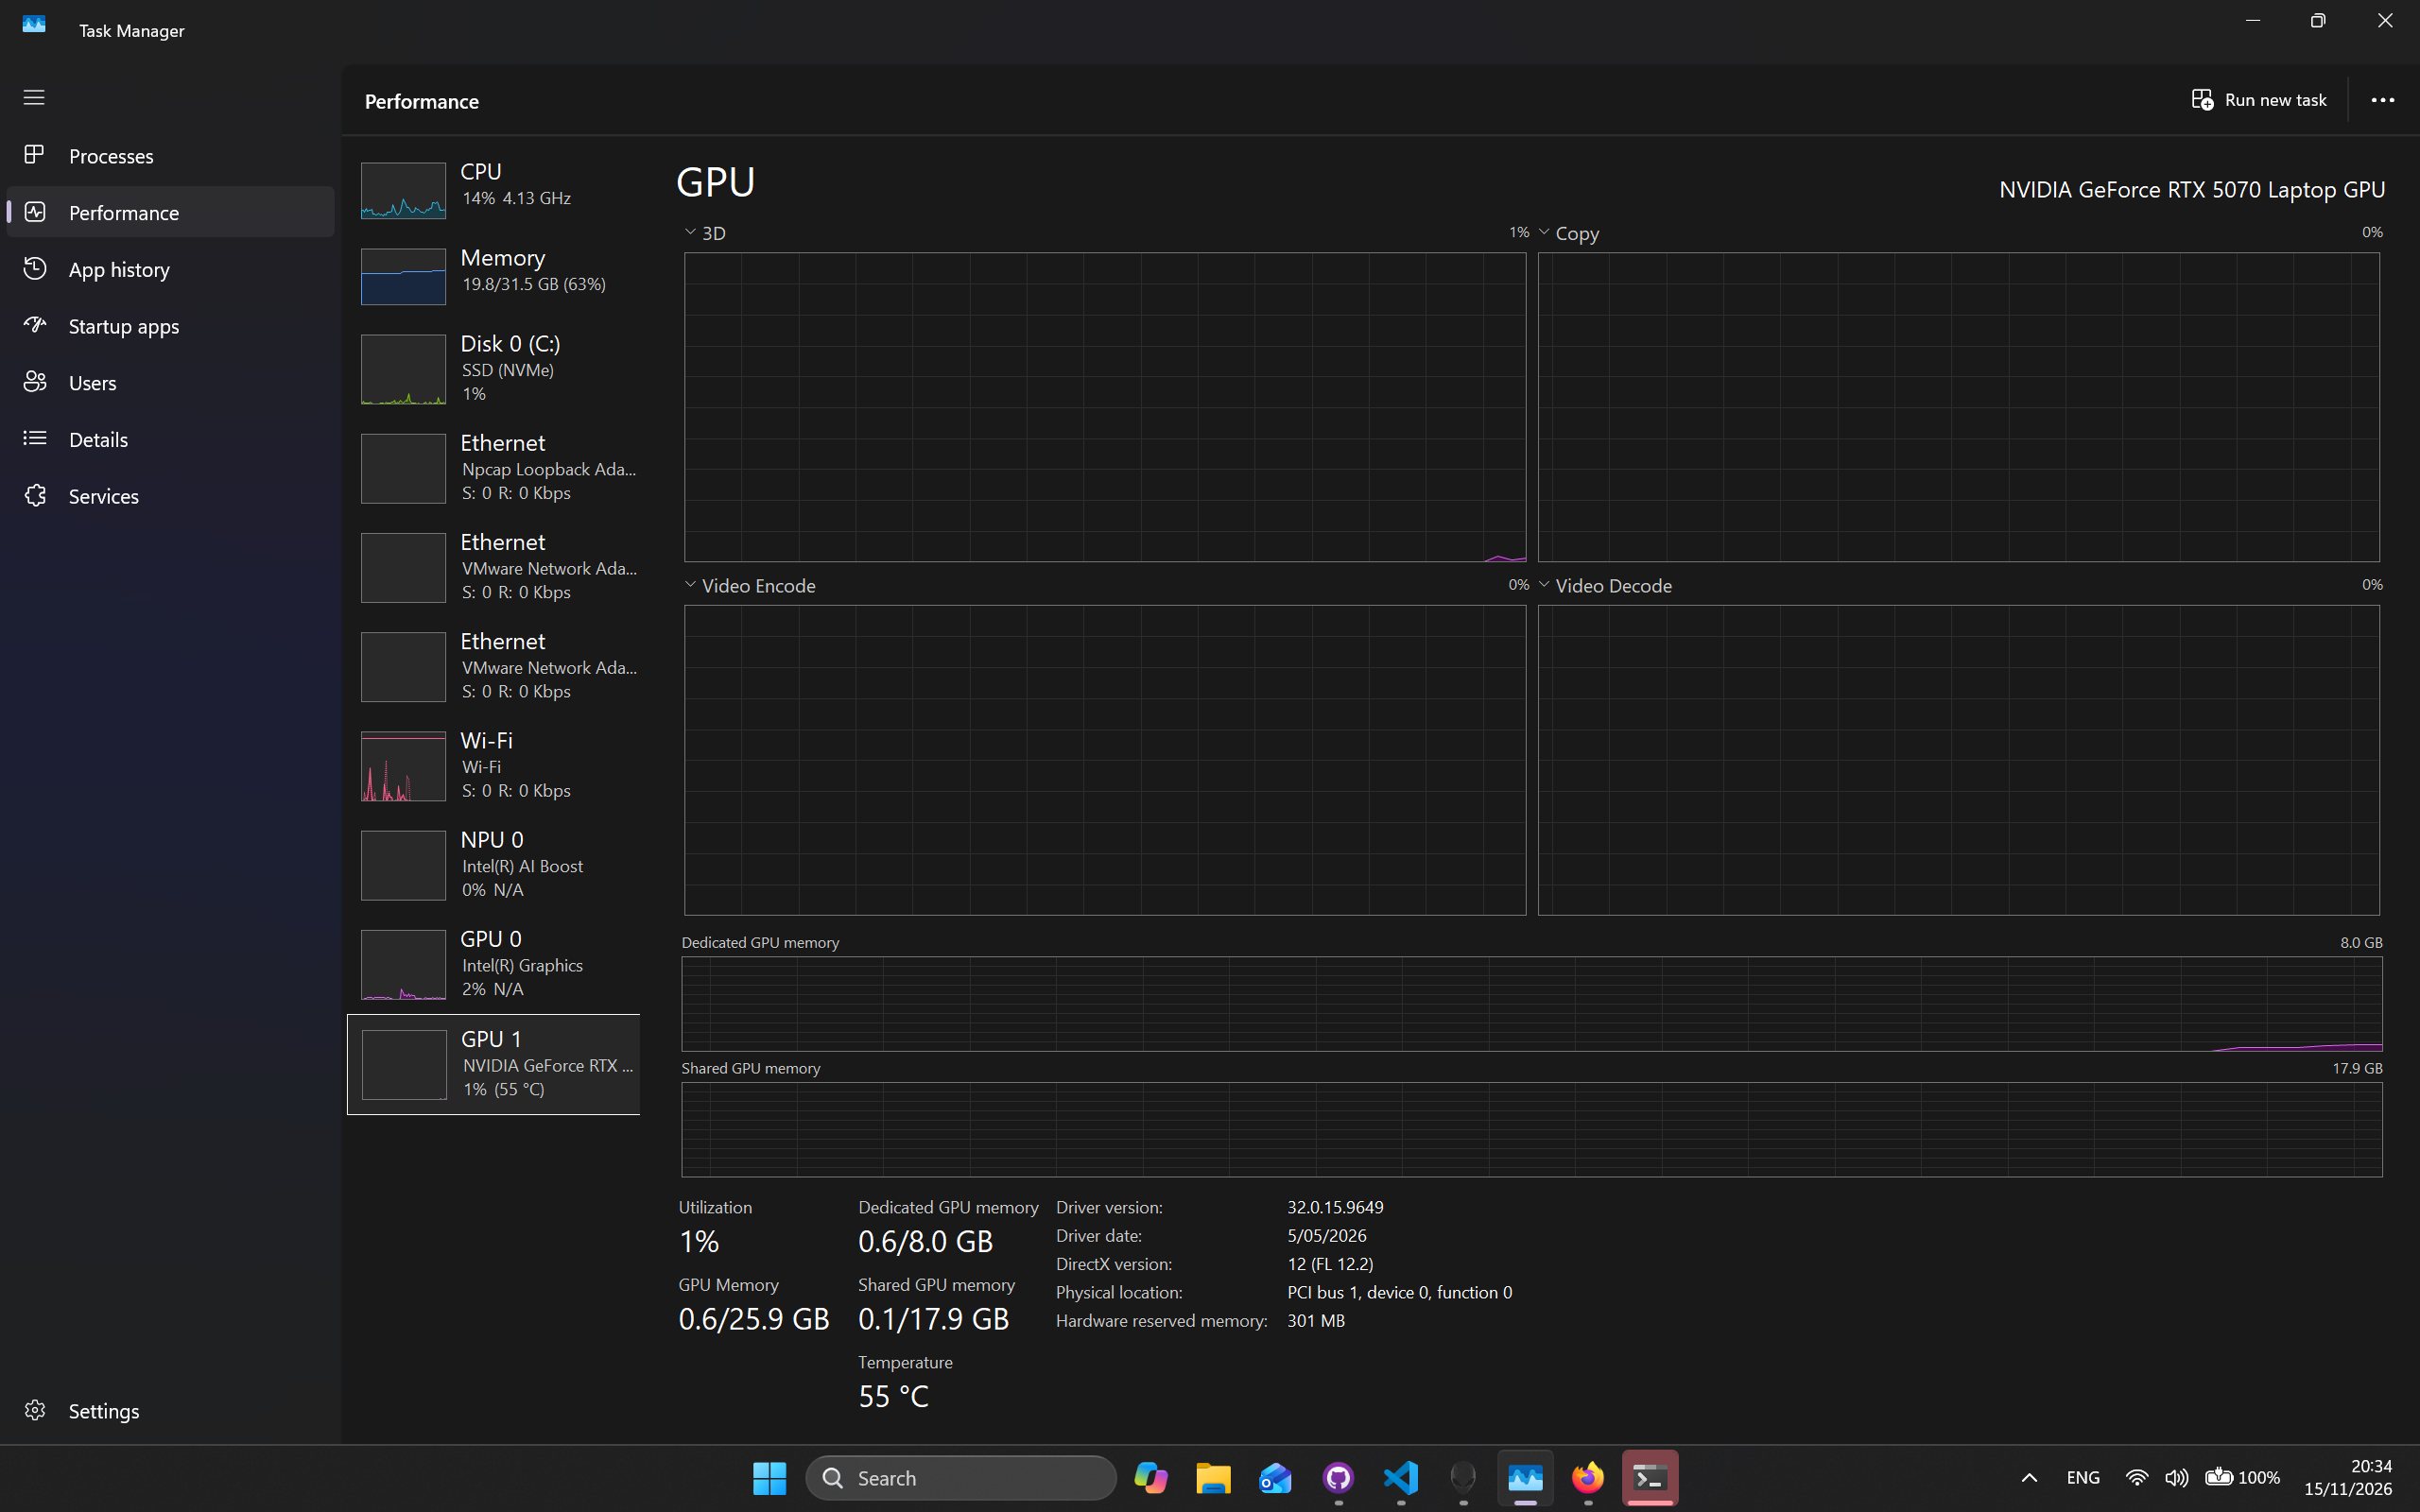 Task Manager
Performance
Run new task
Processes
Performance
App history
Startup apps
Users
Details
Services
Settings
CPU
14% 4.13 GHz
Memory
19.8/31.5 GB (63%)
Disk 0 (C:)
SSD (NVMe)
1%
Ethernet
Npcap Loopback Ada...
S: 0 R: 0 Kbps
Ethernet
VMware Network Ada...
S: 0 R: 0 Kbps
Ethernet
VMware Network Ada...
S: 0 R: 0 Kbps
Wi-Fi
Wi-Fi
S: 0 R: 0 Kbps
NPU 0
Intel(R) AI Boost
0% N/A
GPU 0
Intel(R) Graphics
2% N/A
GPU 1
NVIDIA GeForce RTX ...
1% (55 °C)
GPU
NVIDIA GeForce RTX 5070 Laptop GPU
3D 1%
Copy 0%
Video Encode 0%
Video Decode 0%
Dedicated GPU memory 8.0 GB
Shared GPU memory 17.9 GB
Utilization
1%
GPU Memory
0.6/25.9 GB
Dedicated GPU memory
0.6/8.0 GB
Shared GPU memory
0.1/17.9 GB
Temperature
55 °C
Driver version: 32.0.15.9649
Driver date: 5/05/2026
DirectX version: 12 (FL 12.2)
Physical location: PCI bus 1, device 0, function 0
Hardware reserved memory: 301 MB
Search
ENG
100%
20:34
15/11/2026